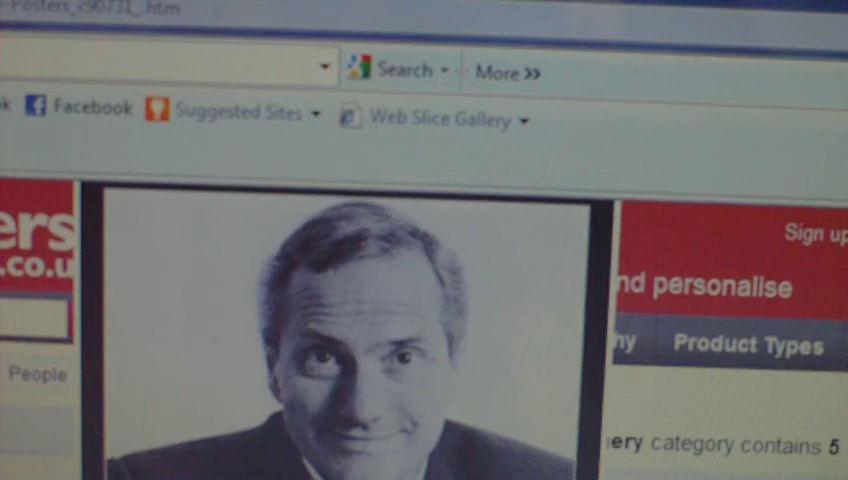 -Posters_c90731_.htm
Search More »
k Facebook Suggested Sites Web Slice Gallery
ers
.co.u
Sign up
nd personalise
hy Product Types
People
ery category contains 5